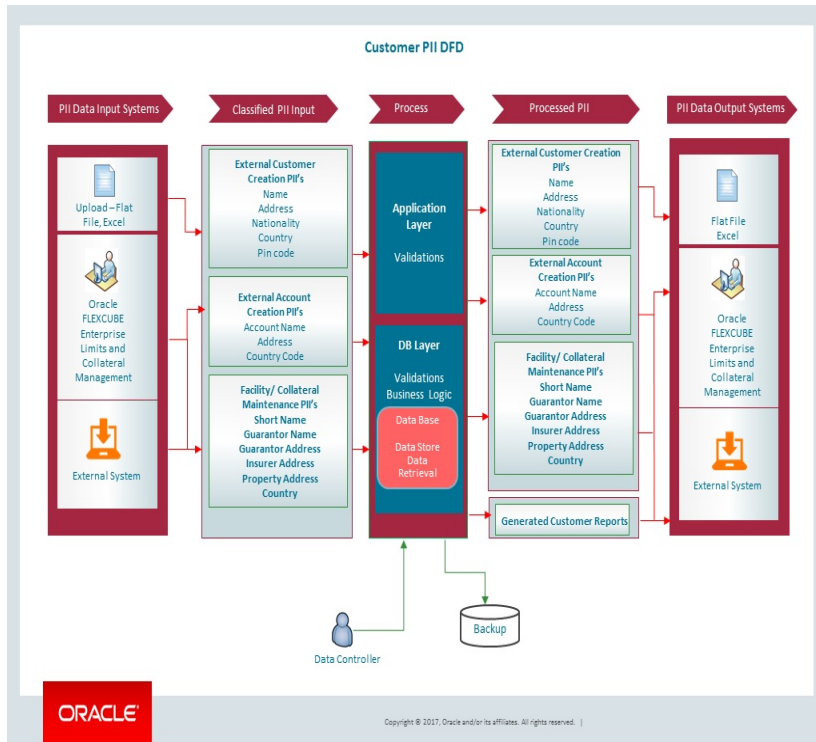 Customer PII DFD
PII Data Input Systems
Classified PII Input
Process
Processed PII
PII Data Output Systems
Upload – Flat
File, Excel
Oracle
FLEXCUBE
Enterprise
Limits and
Collateral
Management
External System
External Customer
Creation PII's
Name
Address
Nationality
Country
Pin code
External Account
Creation PII's
Account Name
Address
Country Code
Facility/ Collateral
Maintenance PII's
Short Name
Guarantor Name
Guarantor Address
Insurer Address
Property Address
Country
Application
Layer
Validations
DB Layer
Validations
Business Logic
Data Base
Data Store
Data
Retrieval
External Customer Creation
PII's
Name
Address
Nationality
Country
Pin code
External Account
Creation PII's
Account Name
Address
Country Code
Facility/ Collateral
Maintenance PII's
Short Name
Guarantor Name
Guarantor Address
Insurer Address
Property Address
Country
Generated Customer Reports
Flat File
Excel
Oracle
FLEXCUBE
Enterprise
Limits and
Collateral
Management
External System
Data Controller
Backup
ORACLE®
Copyright © 2017, Oracle and/or its affiliates. All rights reserved. |